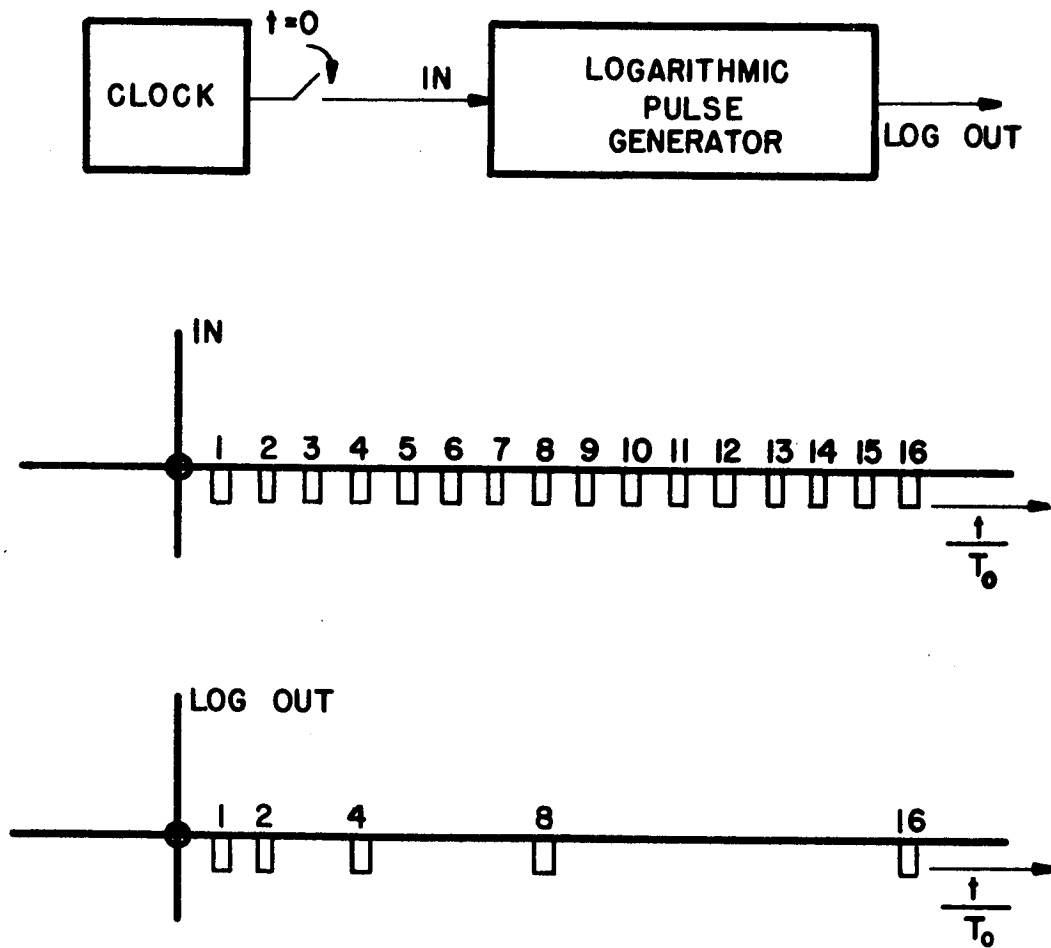 t=0
CLOCK
IN
LOGARITHMIC
PULSE
GENERATOR
LOG OUT
IN
1 2 3 4 5 6 7 8 9 10 11 12 13 14 15 16
t
T₀
LOG OUT
1 2 4 8 16
t
T₀